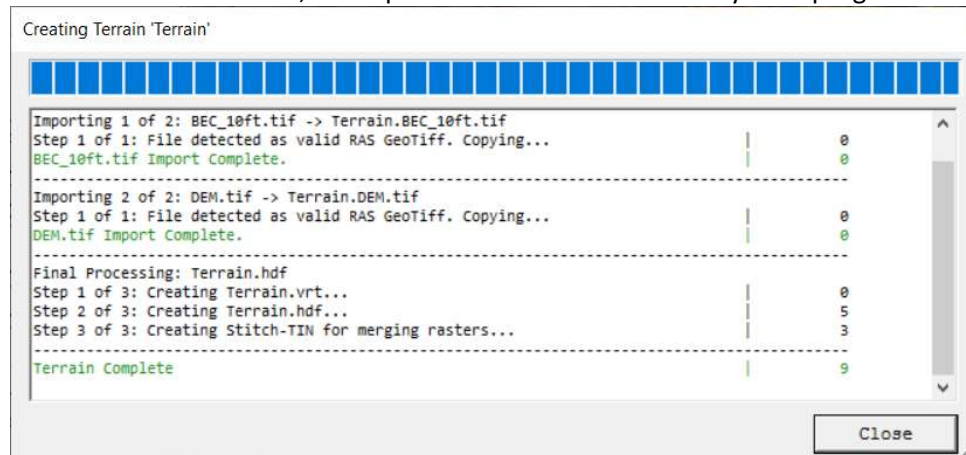 Creating Terrain 'Terrain'
Importing 1 of 2: BEC_10ft.tif -> Terrain.BEC_10ft.tif
Step 1 of 1: File detected as valid RAS GeoTiff. Copying... | 0
BEC_10ft.tif Import Complete. | 0
Importing 2 of 2: DEM.tif -> Terrain.DEM.tif
Step 1 of 1: File detected as valid RAS GeoTiff. Copying... | 0
DEM.tif Import Complete. | 0
Final Processing: Terrain.hdf
Step 1 of 3: Creating Terrain.vrt... | 0
Step 2 of 3: Creating Terrain.hdf... | 5
Step 3 of 3: Creating Stitch-TIN for merging rasters... | 3
Terrain Complete | 9
Close